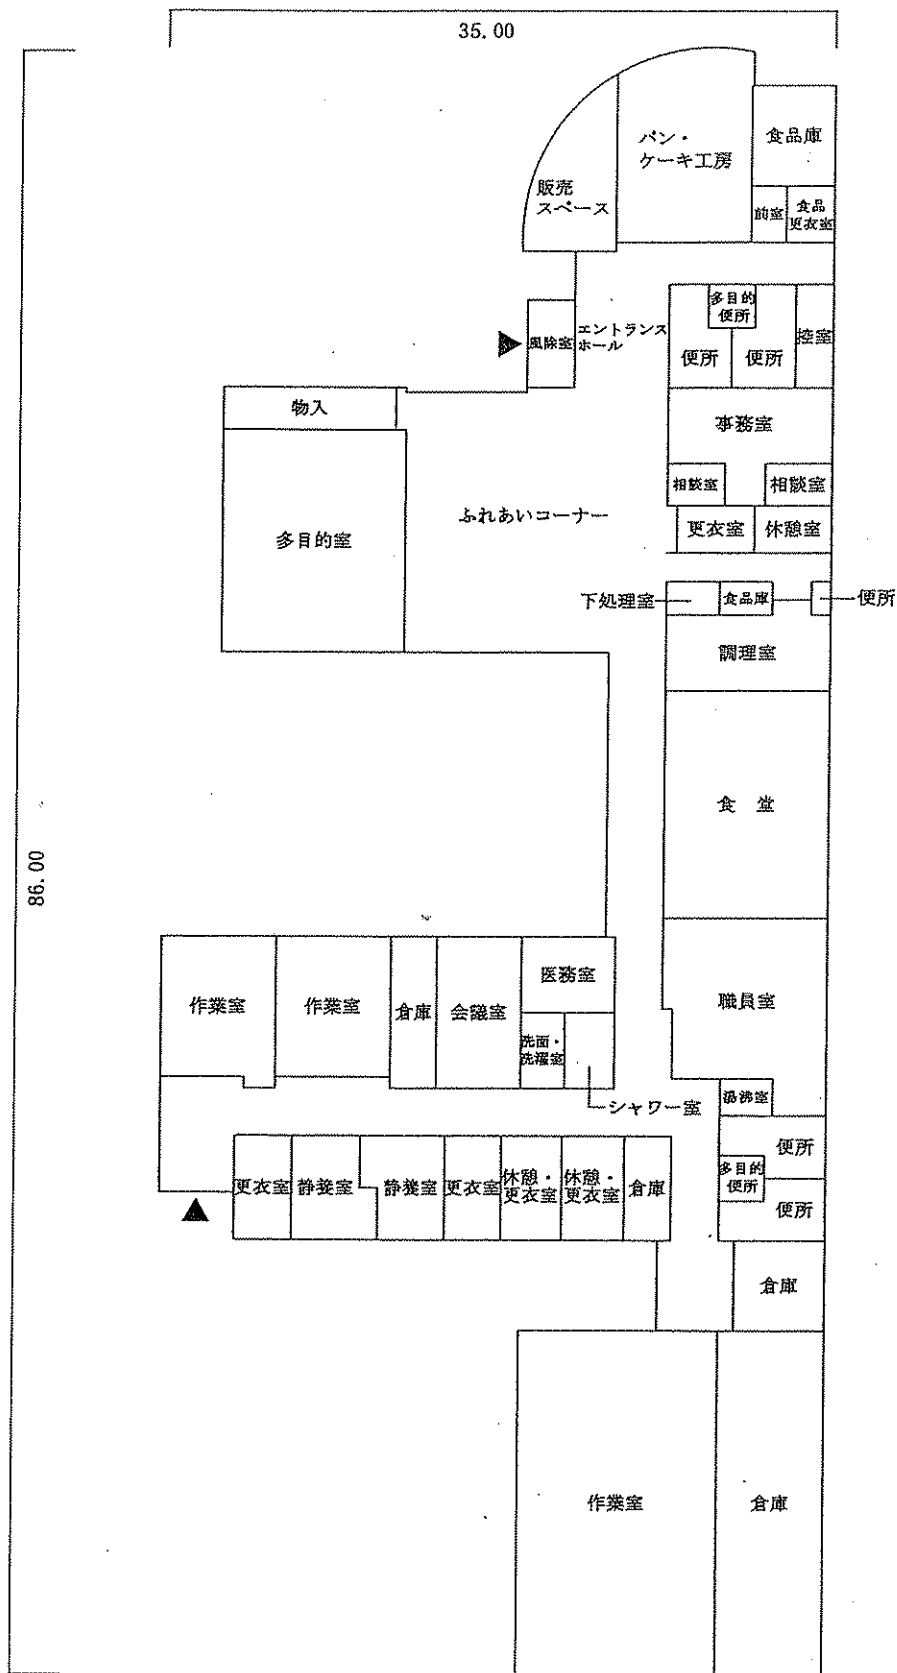 35.00
パン・
ケーキ工房
食品庫
販売
スペース
前室
食品
更衣室
風除室
エントランス
ホール
多目的
便所
便所
便所
控室
物入
事務室
相談室
相談室
多目的室
ふれあいコーナー
更衣室
休憩室
下処理室
食品庫
便所
調理室
食 堂
86.00
作業室
作業室
倉庫
会議室
医務室
洗面・
洗濯室
シャワー室
職員室
湯沸室
便所
多目的
便所
便所
更衣室
静養室
静養室
更衣室
休憩・
更衣室
休憩・
更衣室
倉庫
倉庫
作業室
倉庫